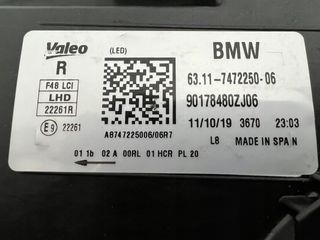 Valeo
(LED)
BMW
R
63.11-7472250-06
F48 LCI
LHD
90178480ZJ06
22261R
11/10/19 3670 23:03
E9 22261
A8747225006/06R7
L8 MADE IN SPAIN
01 1b 02 A 00RL 01 HCR PL 20